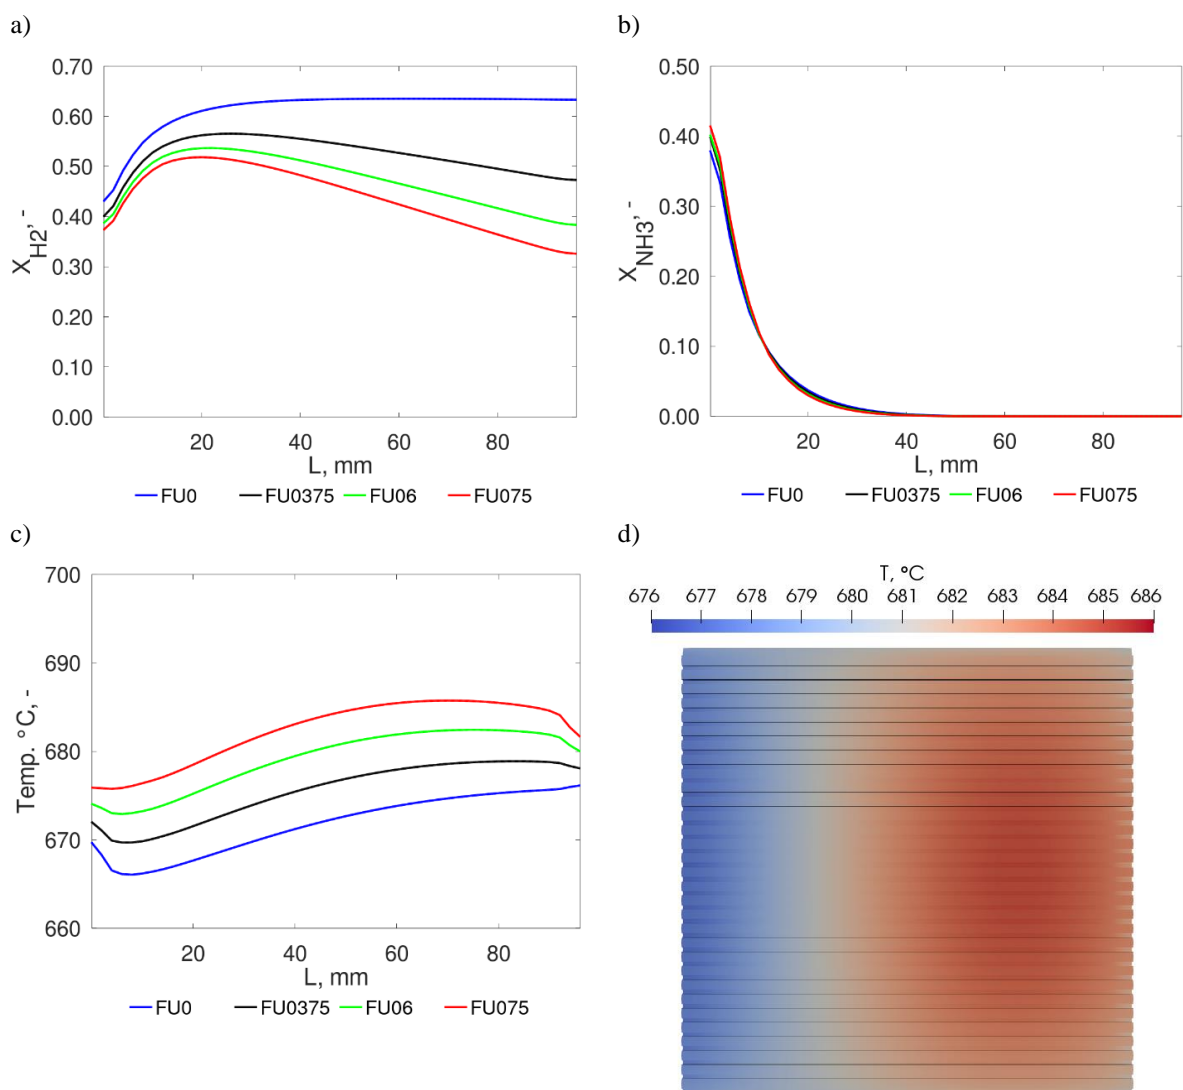 a)
0.70
0.60
0.50
0.40
0.30
0.20
0.10
0.00
X_H2, -
20 40 60 80
L, mm
FU0 FU0375 FU06 FU075
b)
0.50
0.40
0.30
0.20
0.10
0.00
X_NH3, -
20 40 60 80
L, mm
FU0 FU0375 FU06 FU075
c)
700
690
680
670
660
Temp. °C, -
20 40 60 80
L, mm
FU0 FU0375 FU06 FU075
d)
T, °C
676 677 678 679 680 681 682 683 684 685 686